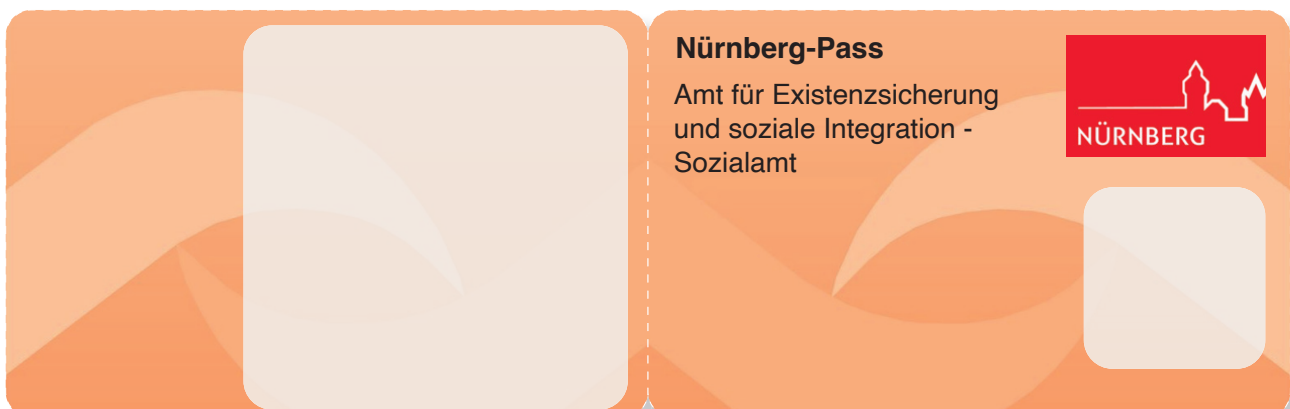 Nürnberg-Pass
Amt für Existenzsicherung
und soziale Integration -
Sozialamt
NÜRNBERG